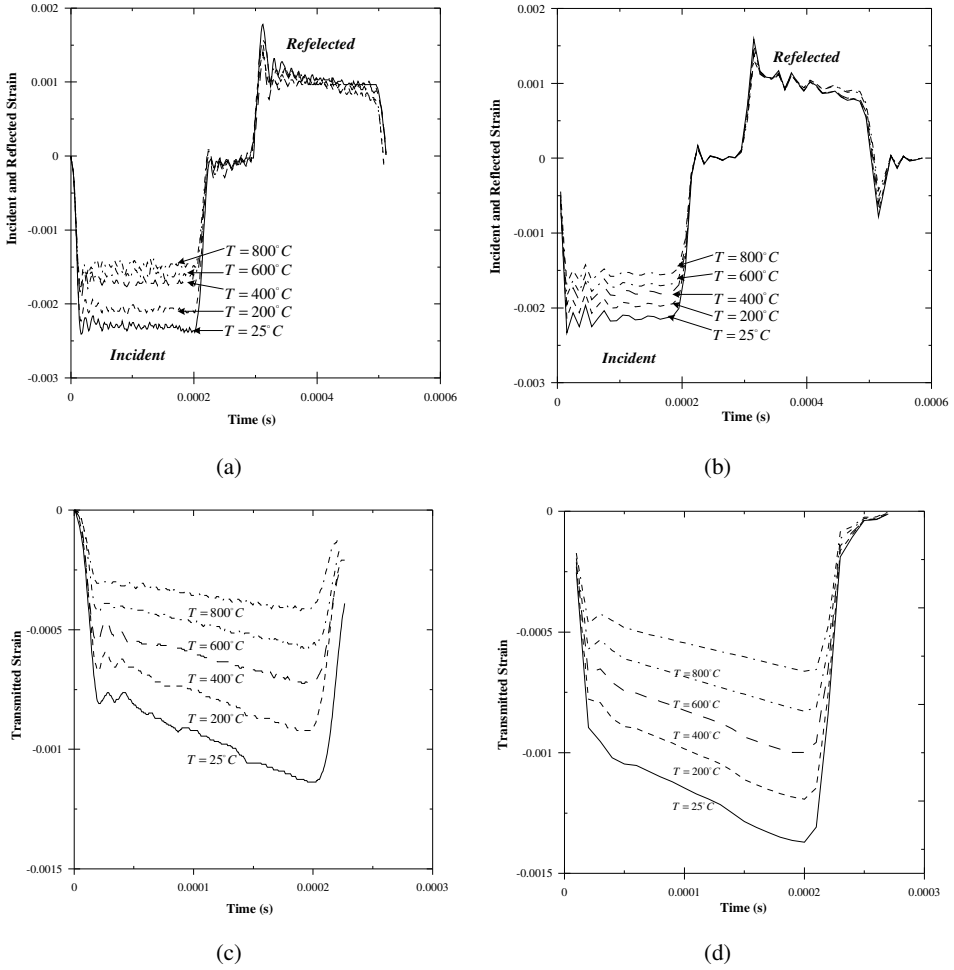 0.002
0.001
0
-0.001
-0.002
-0.003
Incident and Reflected Strain
Refelected
T = 800°C
T = 600°C
T = 400°C
T = 200°C
T = 25°C
Incident
0 0.0002 0.0004 0.0006
Time (s)
(a)
0.002
0.001
0
-0.001
-0.002
-0.003
Incident and Reflected Strain
Refelected
T = 800°C
T = 600°C
T = 400°C
T = 200°C
T = 25°C
Incident
0 0.0002 0.0004 0.0006
Time (s)
(b)
0
-0.0005
-0.001
-0.0015
Transmitted Strain
T = 800°C
T = 600°C
T = 400°C
T = 200°C
T = 25°C
0 0.0001 0.0002 0.0003
Time (s)
(c)
0
-0.0005
-0.001
-0.0015
Transmitted Strain
T = 800°C
T = 600°C
T = 400°C
T = 200°C
T = 25°C
0 0.0001 0.0002 0.0003
Time (s)
(d)